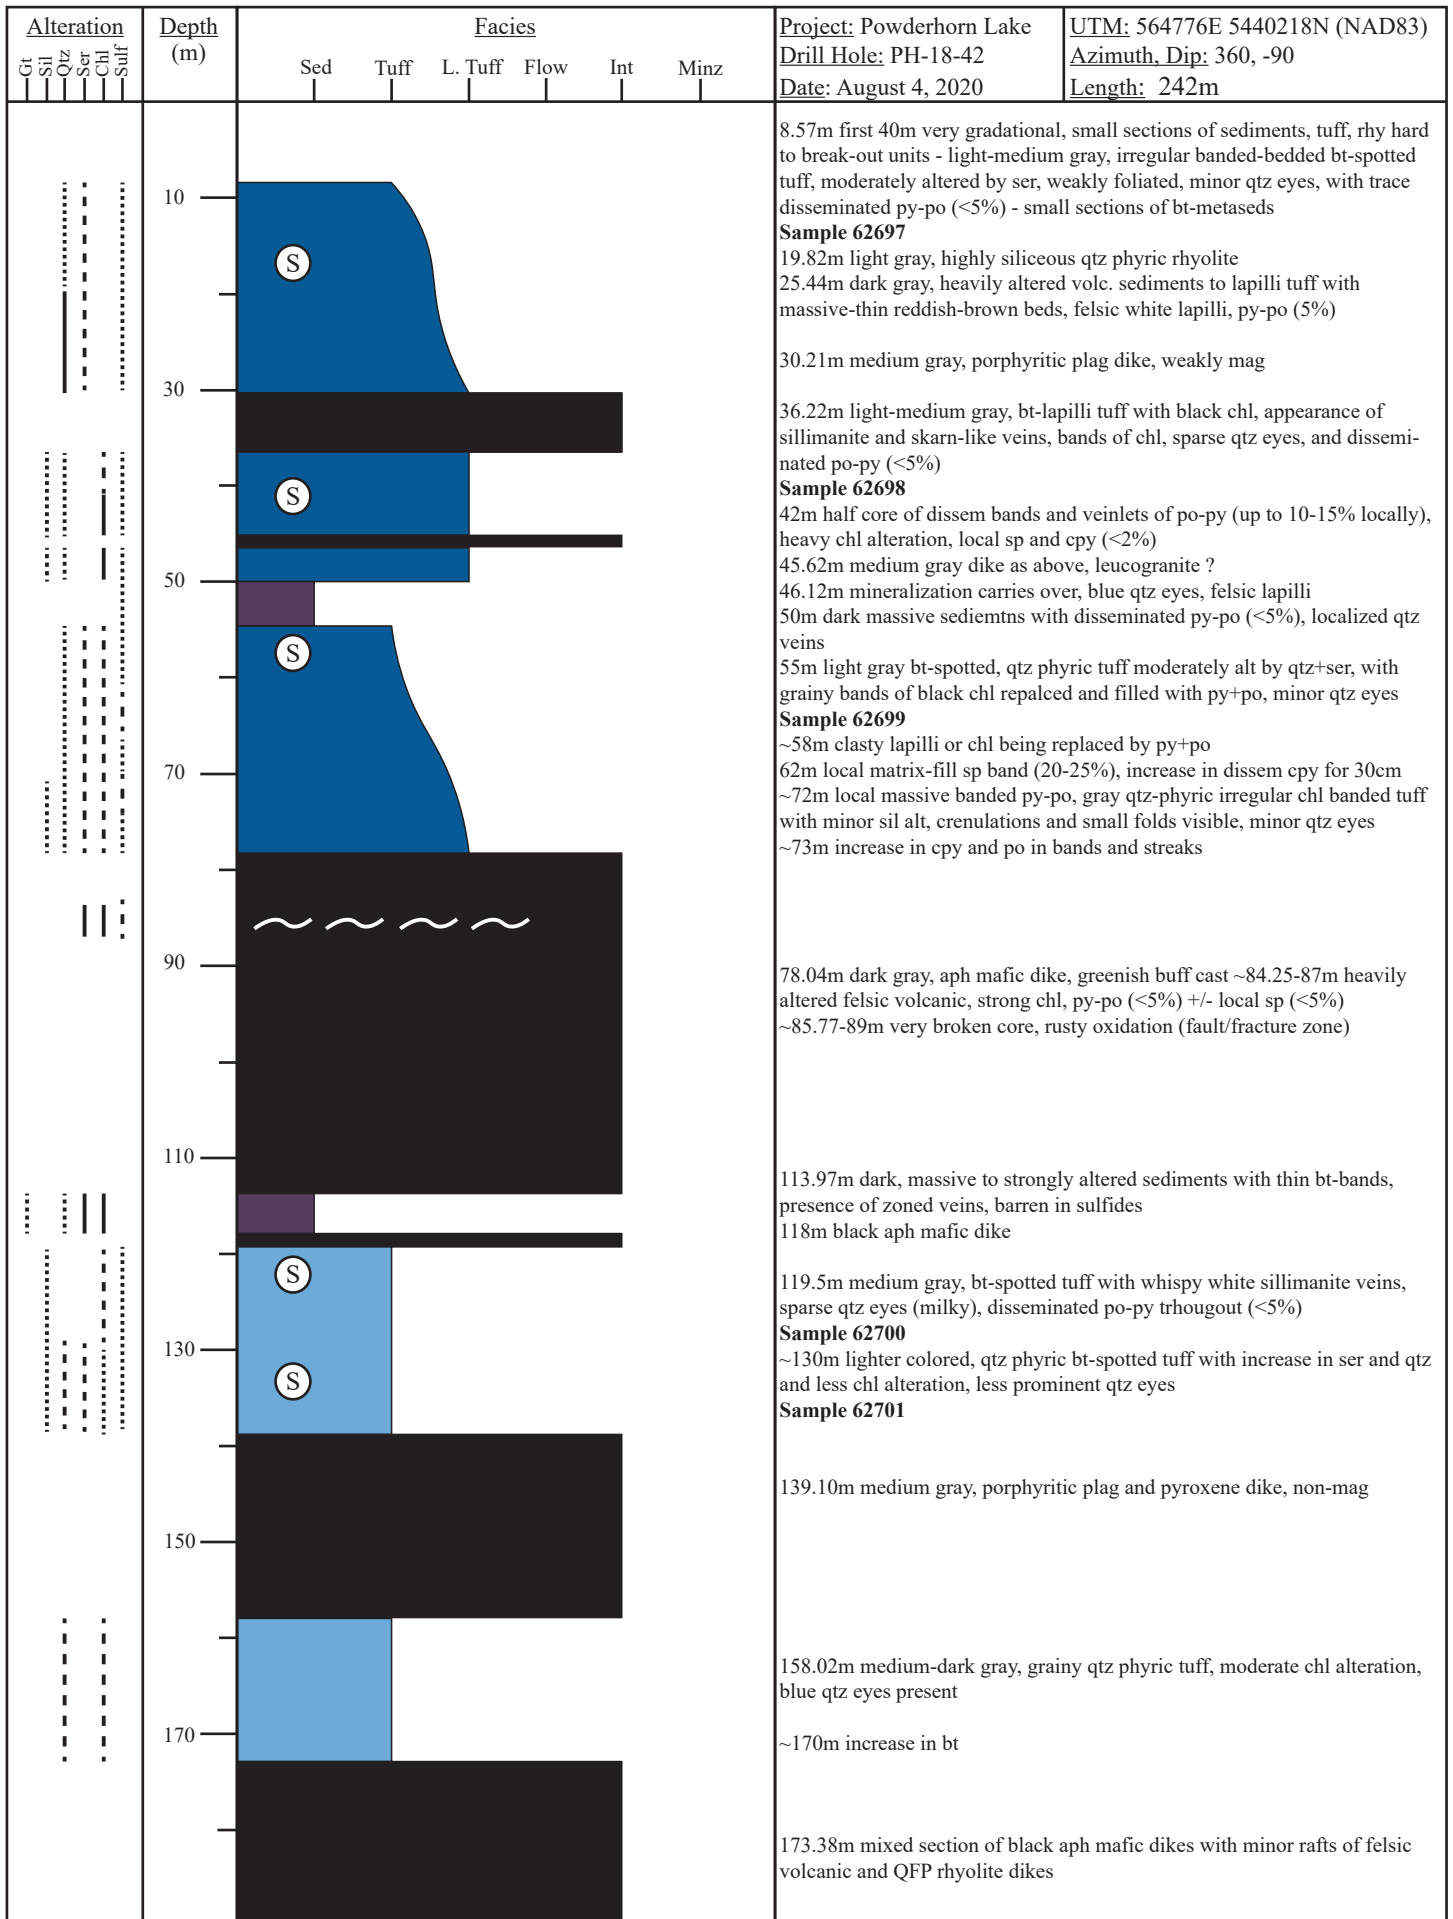 Alteration
Gt
Sil
Qtz
Ser
Chl
Sulf
Depth
(m)
Facies
Sed Tuff L. Tuff Flow Int Minz
Project: Powderhorn Lake
Drill Hole: PH-18-42
Date: August 4, 2020
UTM: 564776E 5440218N (NAD83)
Azimuth, Dip: 360, -90
Length: 242m
10
30
50
70
90
110
130
150
170
S
S
S
S
S
8.57m first 40m very gradational, small sections of sediments, tuff, rhy hard
to break-out units - light-medium gray, irregular banded-bedded bt-spotted
tuff, moderately altered by ser, weakly foliated, minor qtz eyes, with trace
disseminated py-po (<5%) - small sections of bt-metaseds
Sample 62697
19.82m light gray, highly siliceous qtz phyric rhyolite
25.44m dark gray, heavily altered volc. sediments to lapilli tuff with
massive-thin reddish-brown beds, felsic white lapilli, py-po (5%)
30.21m medium gray, porphyritic plag dike, weakly mag
36.22m light-medium gray, bt-lapilli tuff with black chl, appearance of
sillimanite and skarn-like veins, bands of chl, sparse qtz eyes, and dissemi-
nated po-py (<5%)
Sample 62698
42m half core of dissem bands and veinlets of po-py (up to 10-15% locally),
heavy chl alteration, local sp and cpy (<2%)
45.62m medium gray dike as above, leucogranite ?
46.12m mineralization carries over, blue qtz eyes, felsic lapilli
50m dark massive sediemtns with disseminated py-po (<5%), localized qtz
veins
55m light gray bt-spotted, qtz phyric tuff moderately alt by qtz+ser, with
grainy bands of black chl repalced and filled with py+po, minor qtz eyes
Sample 62699
~58m clasty lapilli or chl being replaced by py+po
62m local matrix-fill sp band (20-25%), increase in dissem cpy for 30cm
~72m local massive banded py-po, gray qtz-phyric irregular chl banded tuff
with minor sil alt, crenulations and small folds visible, minor qtz eyes
~73m increase in cpy and po in bands and streaks
78.04m dark gray, aph mafic dike, greenish buff cast ~84.25-87m heavily
altered felsic volcanic, strong chl, py-po (<5%) +/- local sp (<5%)
~85.77-89m very broken core, rusty oxidation (fault/fracture zone)
113.97m dark, massive to strongly altered sediments with thin bt-bands,
presence of zoned veins, barren in sulfides
118m black aph mafic dike
119.5m medium gray, bt-spotted tuff with whispy white sillimanite veins,
sparse qtz eyes (milky), disseminated po-py trhougout (<5%)
Sample 62700
~130m lighter colored, qtz phyric bt-spotted tuff with increase in ser and qtz
and less chl alteration, less prominent qtz eyes
Sample 62701
139.10m medium gray, porphyritic plag and pyroxene dike, non-mag
158.02m medium-dark gray, grainy qtz phyric tuff, moderate chl alteration,
blue qtz eyes present
~170m increase in bt
173.38m mixed section of black aph mafic dikes with minor rafts of felsic
volcanic and QFP rhyolite dikes